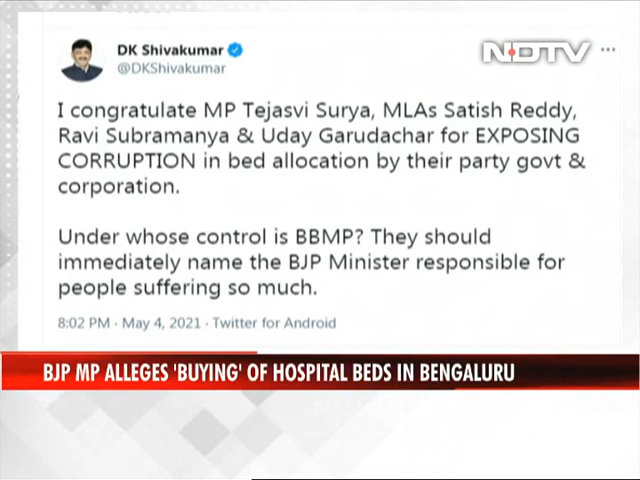 DK Shivakumar
@DKShivakumar
NDTV
I congratulate MP Tejasvi Surya, MLAs Satish Reddy,
Ravi Subramanya & Uday Garudachar for EXPOSING
CORRUPTION in bed allocation by their party govt &
corporation.
Under whose control is BBMP? They should
immediately name the BJP Minister responsible for
people suffering so much.
8:02 PM · May 4, 2021 · Twitter for Android
BJP MP ALLEGES 'BUYING' OF HOSPITAL BEDS IN BENGALURU